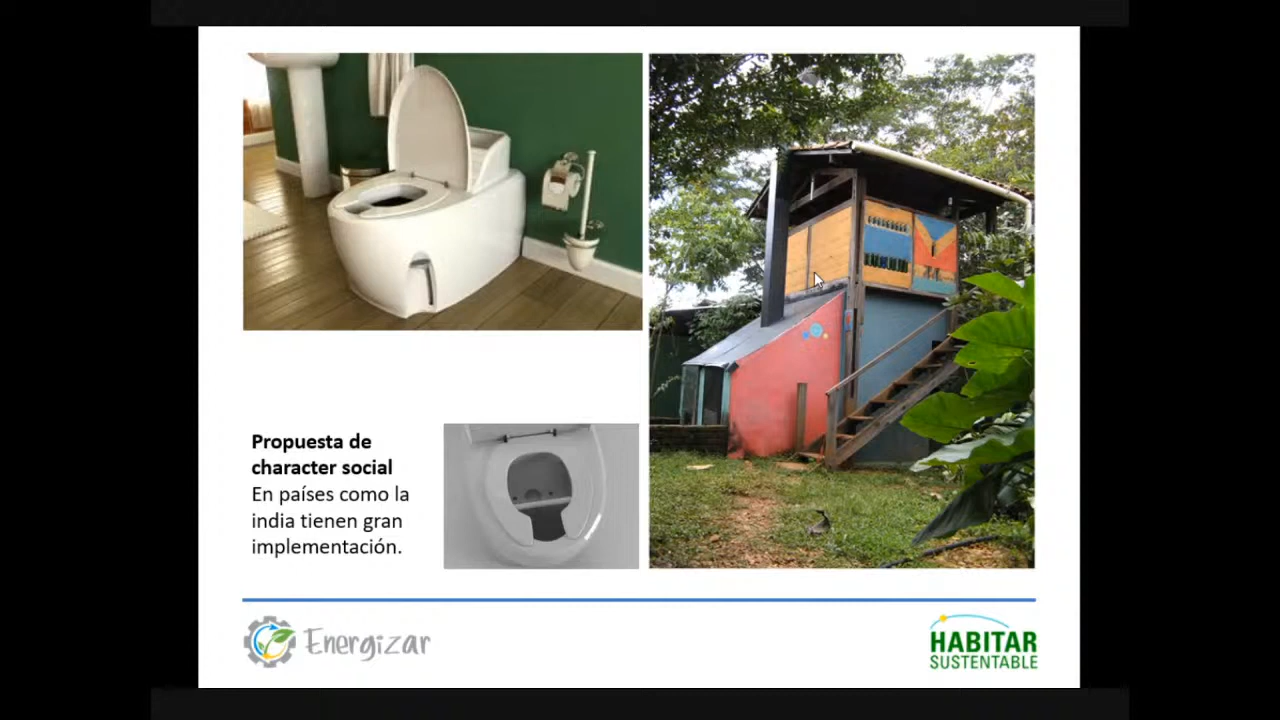 Propuesta de
character social
En países como la
india tienen gran
implementación.
Energizar
HABITAR
SUSTENTABLE